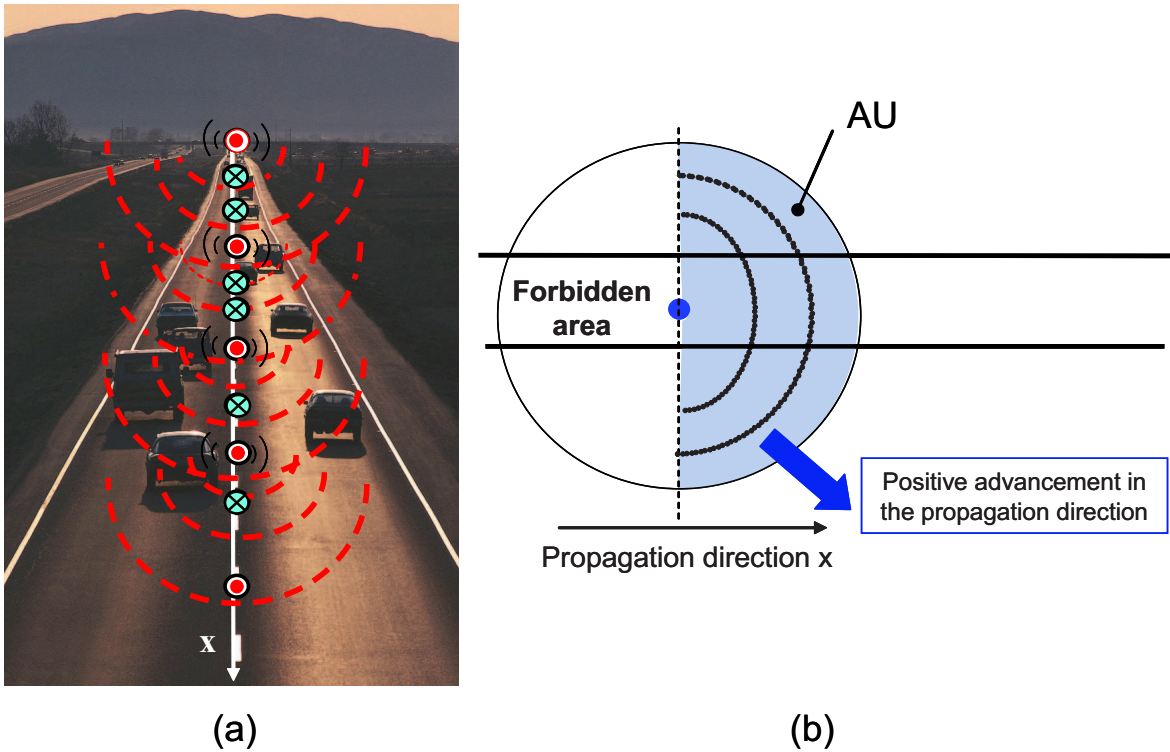 x
(a)
AU
Forbidden
area
Positive advancement in
the propagation direction
Propagation direction x
(b)